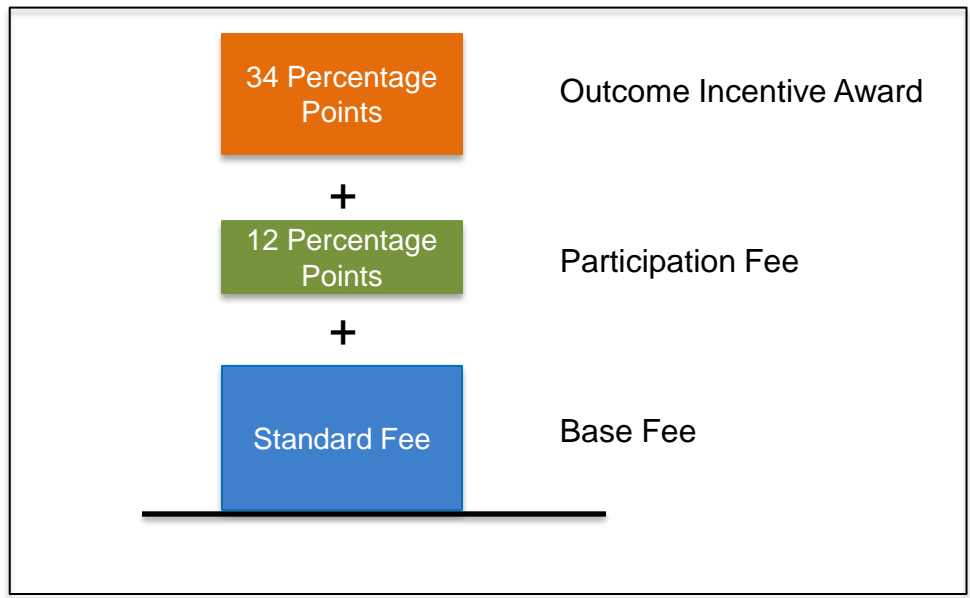 34 Percentage
Points
Outcome Incentive Award
+
12 Percentage
Points
Participation Fee
+
Standard Fee
Base Fee